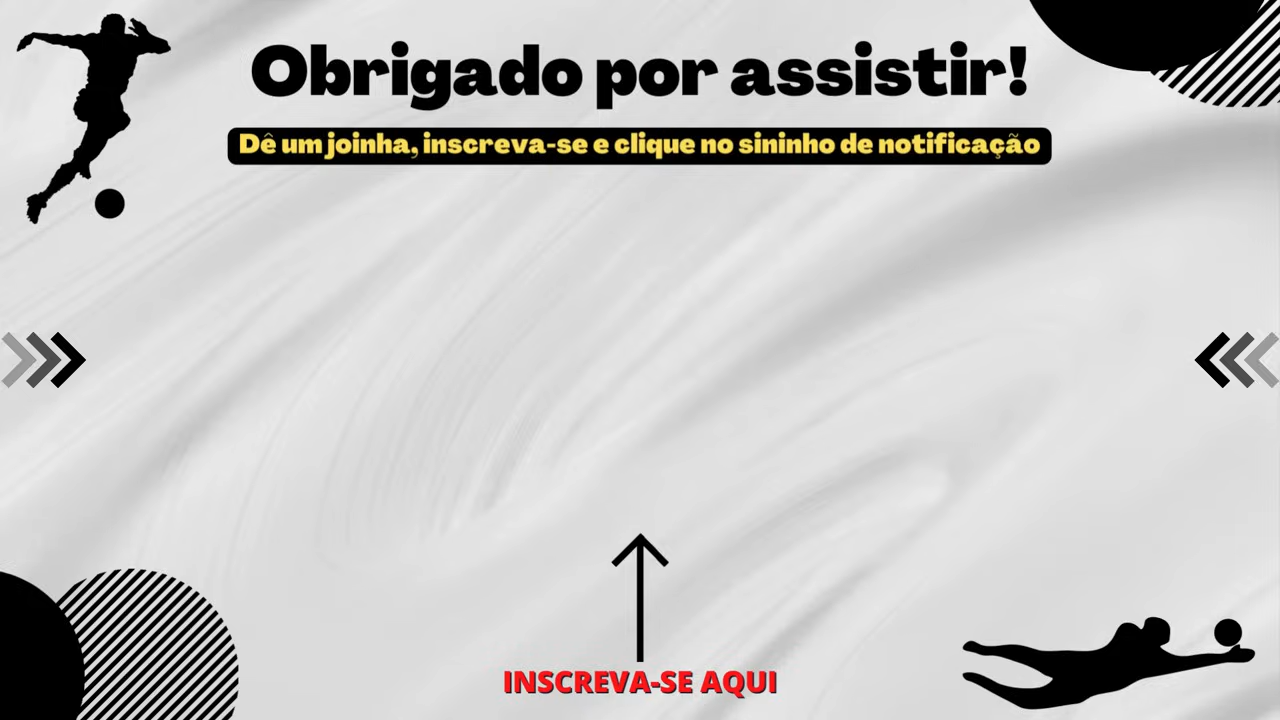 Obrigado por assistir!
Dê um joinha, inscreva-se e clique no sininho de notificação
INSCREVA-SE AQUI